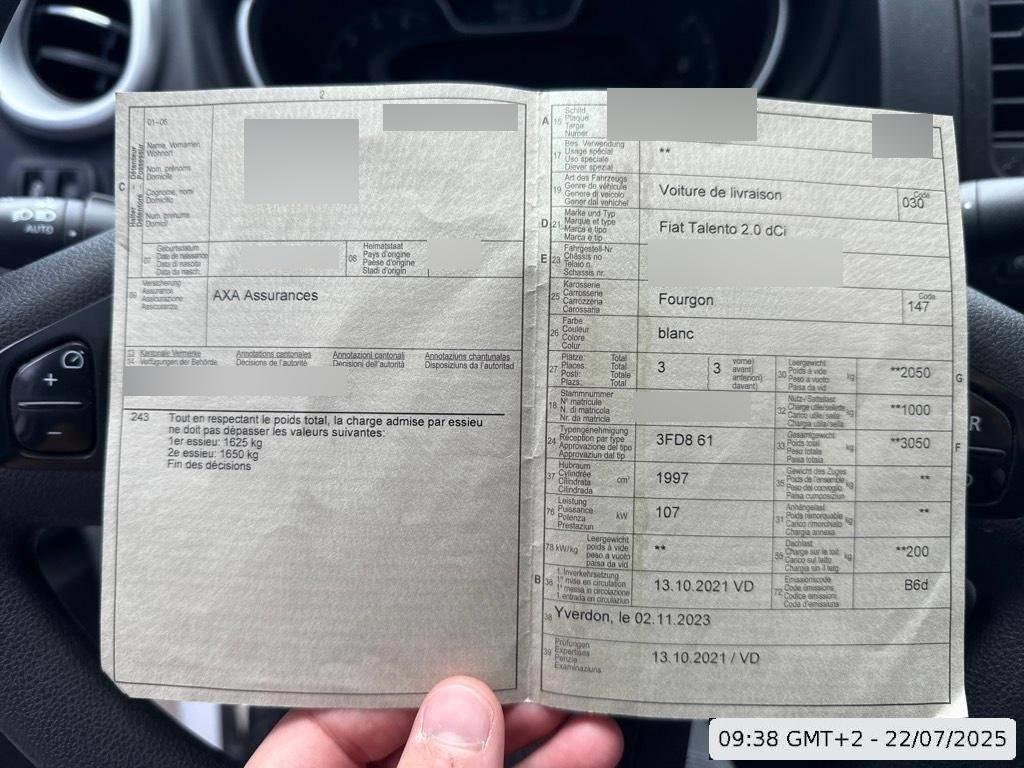 2
01-06
Name, Vornamen
Wohnort
Nom, prénoms
Domicile
C
Cognome, nome
Domicilio
Num, prenums
Domicil
07
Geburtsdatum
Date de naissance
Data di nascita
Data da nasch.
08
Heimatstaat
Pays d'origine
Paese d'origine
Stadi d'origin
09
Versicherung
Assurance
Assicurazione
Assicuranza
AXA Assurances
13
14
Kantonale Vermerke
Verfügungen der Behörde
Annotations cantonales
Décisions de l'autorité
Annotazioni cantonali
Decisioni dell'autorità
Annotaziuns chantunalas
Disposiziuns da l'autoritad
243 Tout en respectant le poids total, la charge admise par essieu
ne doit pas dépasser les valeurs suivantes:
1er essieu: 1625 kg
2e essieu: 1650 kg
Fin des décisions
A 15
Schild
Plaque
Targa
Numer
17
Bes. Verwendung
Usage spécial
Uso speciale
Diever spezial
**
19
Art des Fahrzeugs
Genre de véhicule
Genere di veicolo
Gener dal vehichel
Voiture de livraison
Code
030
D 21
Marke und Typ
Marque et type
Marca e tipo
Marca e tip
Fiat Talento 2.0 dCi
E 23
Fahrgestell-Nr.
Châssis no
Telaio n.
Schassis nr.
25
Karosserie
Carrosserie
Carrozzeria
Carossaria
Fourgon
Code
147
26
Farbe
Couleur
Colore
Colur
blanc
27
Plätze: Total
Places: Total
Posti: Totale
Plazs: Total
3
3
vorne)
avant)
anteriori)
davant)
30
Leergewicht
Poids à vide
Peso a vuoto
Paisa da vid
kg
**2050
G
18
Stammnummer
N° matricule
N. di matricola
Nr. da matricla
32
Nutz-/Sattellast
Charge utile/sellette
Carico utile/sella
Chargia utila/sella
kg
**1000
24
Typengenehmigung
Réception par type
Approvazione del tipo
Approvaziun dal tip
3FD8 61
33
Gesamtgewicht
Poids total
Peso totale
Paisa totala
kg
**3050
F
37
Hubraum
Cylindrée
Cilindrata
Cilindrada
cm³
1997
35
Gewicht des Zuges
Poids de l'ensemble
Peso del convoglio
Paisa cumposiziun
kg
**
76
Leistung
Puissance
Potenza
Prestaziun
kW
107
31
Anhängelast
Poids remorquable
Carico rimorchiato
Chargia annexa
kg
**
78 kW/kg
Leergewicht
poids à vide
peso a vuoto
paisa da vid
**
55
Dachlast
Charge sur le toit
Carico sul tetto
Chargia sin il tetg
kg
**200
B 36
1. Inverkehrsetzung
1re mise en circulation
1a messa in circolazione
1. entrada en circulaziun
13.10.2021 VD
72
Emissionscode
Code émissions
Codice emissioni
Code d'emissiuns
B6d
38
Yverdon, le 02.11.2023
39
Prüfungen
Expertises
Perizie
Examinaziuns
13.10.2021 / VD
AUTO
+
−
R
09:38 GMT+2 - 22/07/2025